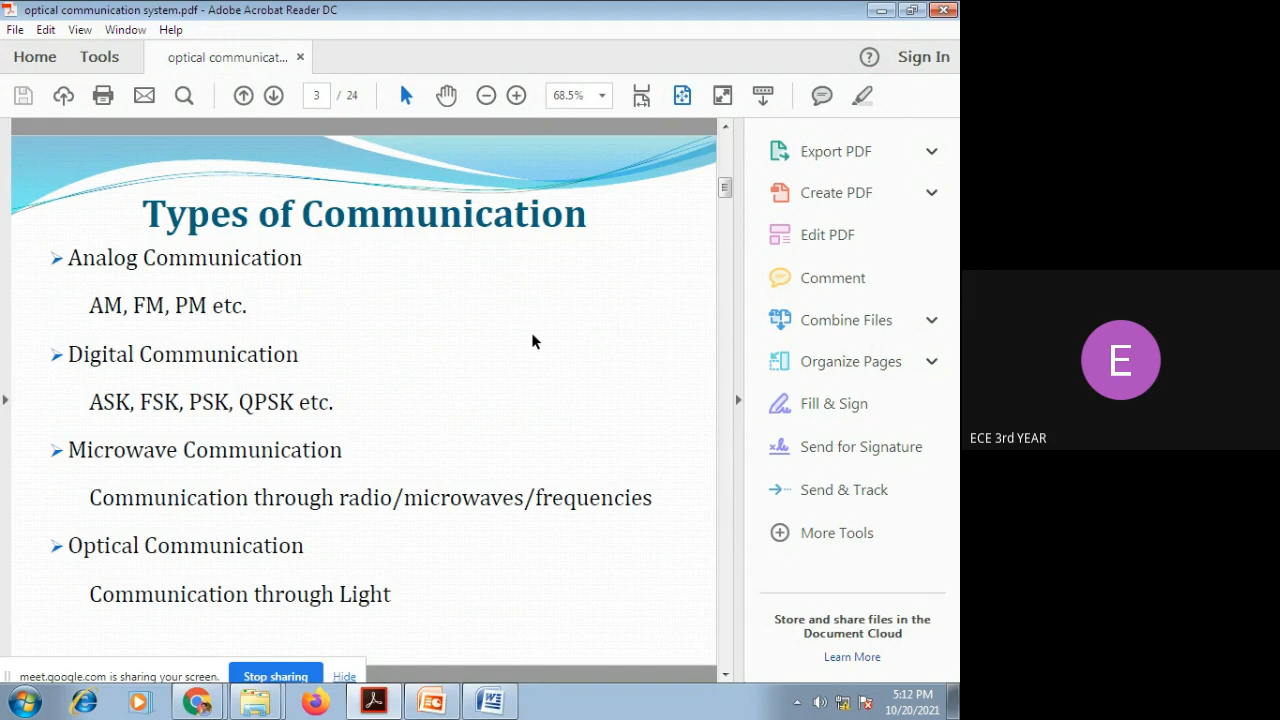 optical communication system.pdf - Adobe Acrobat Reader DC
File Edit View Window Help
Home Tools optical communicat... ×
Sign In
3 / 24 68.5%
Types of Communication
Analog Communication
AM, FM, PM etc.
Digital Communication
ASK, FSK, PSK, QPSK etc.
Microwave Communication
Communication through radio/microwaves/frequencies
Optical Communication
Communication through Light
Export PDF
Create PDF
Edit PDF
Comment
Combine Files
Organize Pages
Fill & Sign
Send for Signature
Send & Track
More Tools
Store and share files in the
Document Cloud
Learn More
E
ECE 3rd YEAR
meet.google.com is sharing your screen. Stop sharing Hide
5:12 PM
10/20/2021